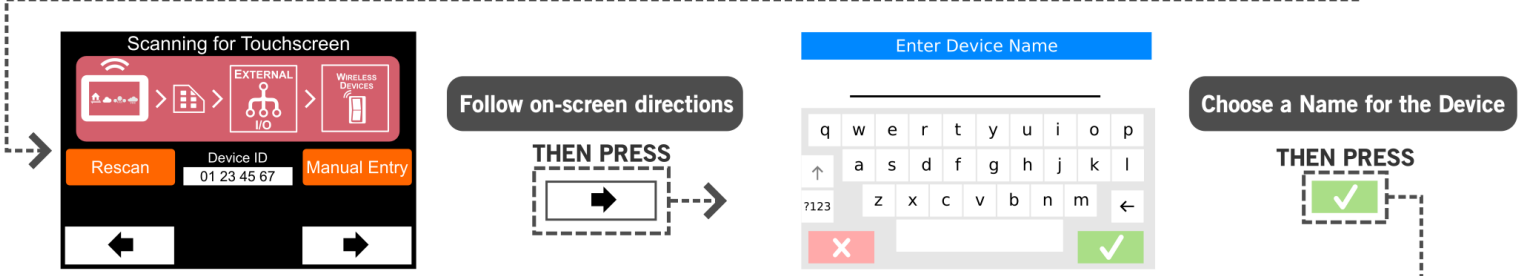 Scanning for Touchscreen
EXTERNAL
I/O
WIRELESS
DEVICES
Rescan
Device ID
01 23 45 67
Manual Entry
Follow on-screen directions
THEN PRESS
Enter Device Name
q w e r t y u i o p
a s d f g h j k l
?123
z x c v b n m
Choose a Name for the Device
THEN PRESS